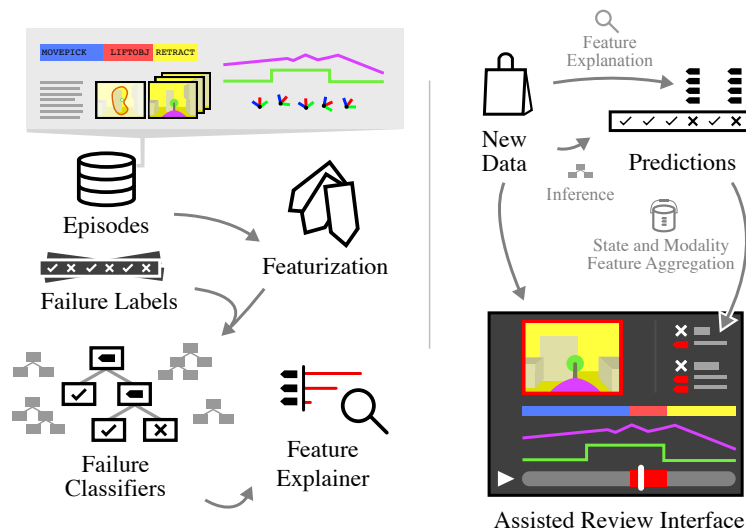 MOVEPICK LIFTOBJ RETRACT
Episodes
Featurization
Failure Labels
Failure
Classifiers
Feature
Explainer
Feature
Explanation
New
Data
Predictions
Inference
State and Modality
Feature Aggregation
Assisted Review Interface